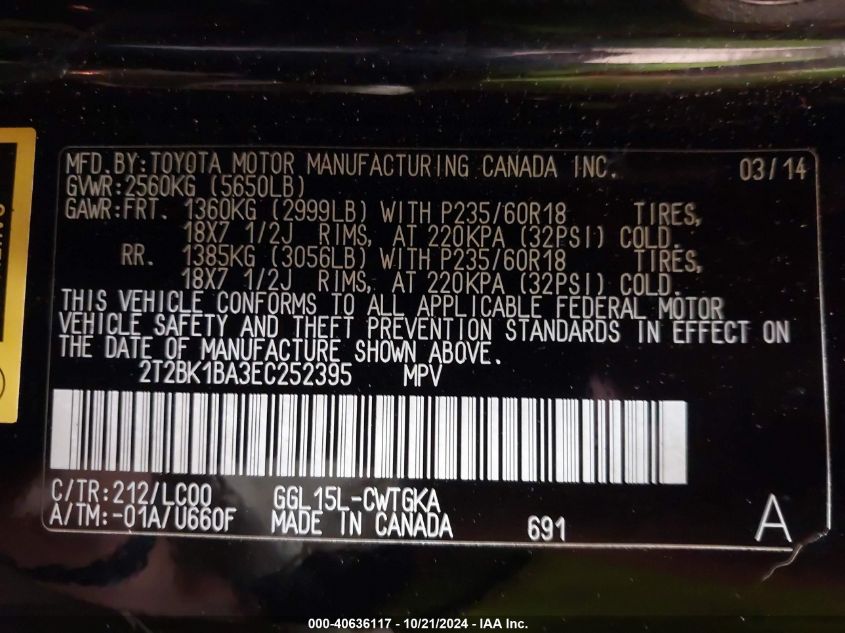 MFD. BY: TOYOTA MOTOR MANUFACTURING CANADA INC. 03/14
GVWR: 2560KG (5650LB)
GAWR: FRT. 1360KG (2999LB) WITH P235/60R18 TIRES,
18X7 1/2J RIMS, AT 220KPA (32PSI) COLD.
RR. 1385KG (3056LB) WITH P235/60R18 TIRES,
18X7 1/2J RIMS, AT 220KPA (32PSI) COLD.
THIS VEHICLE CONFORMS TO ALL APPLICABLE FEDERAL MOTOR
VEHICLE SAFETY AND THEFT PREVENTION STANDARDS IN EFFECT ON
THE DATE OF MANUFACTURE SHOWN ABOVE.
2T2BK1BA3EC252395 MPV
C/TR: 212/LC00 GGL15L-CWTGKA
A/TM: -01A/U660F MADE IN CANADA 691 A
000-40636117 - 10/21/2024 - IAA Inc.